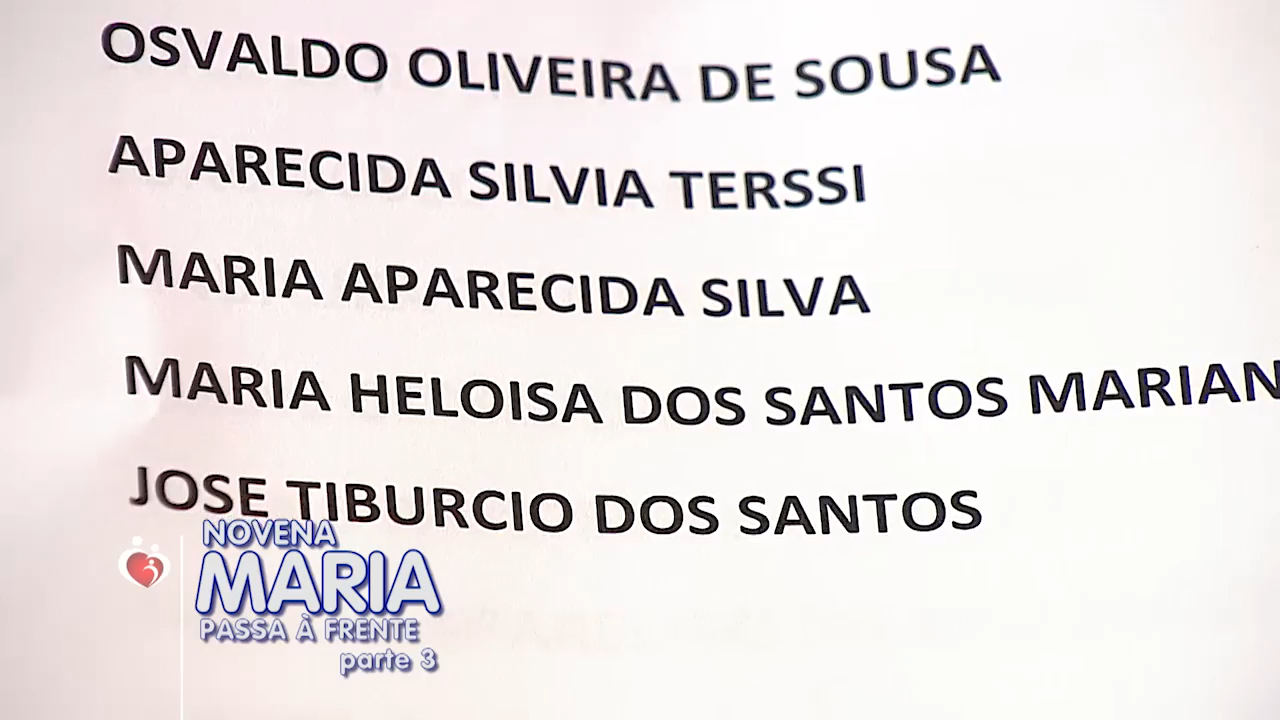 OSVALDO OLIVEIRA DE SOUSA
APARECIDA SILVIA TERSSI
MARIA APARECIDA SILVA
MARIA HELOISA DOS SANTOS MARIAN
JOSE TIBURCIO DOS SANTOS
NOVENA
MARIA
PASSA À FRENTE
parte 3